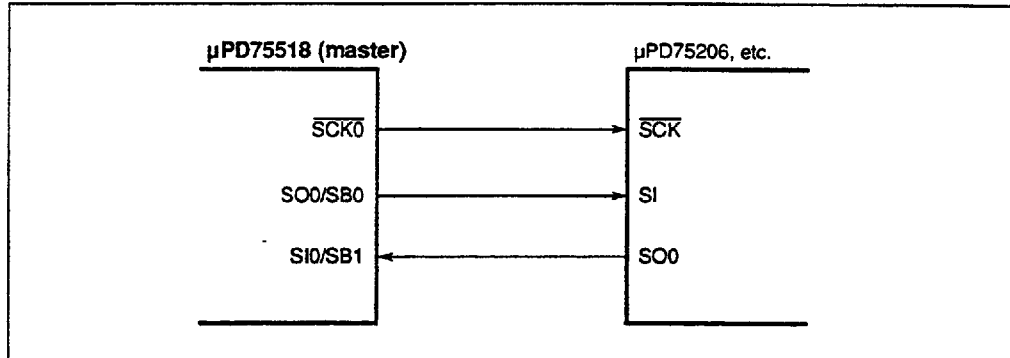 µPD75518 (master)
µPD75206, etc.
SCK0
SCK
SO0/SB0
SI
SI0/SB1
SO0